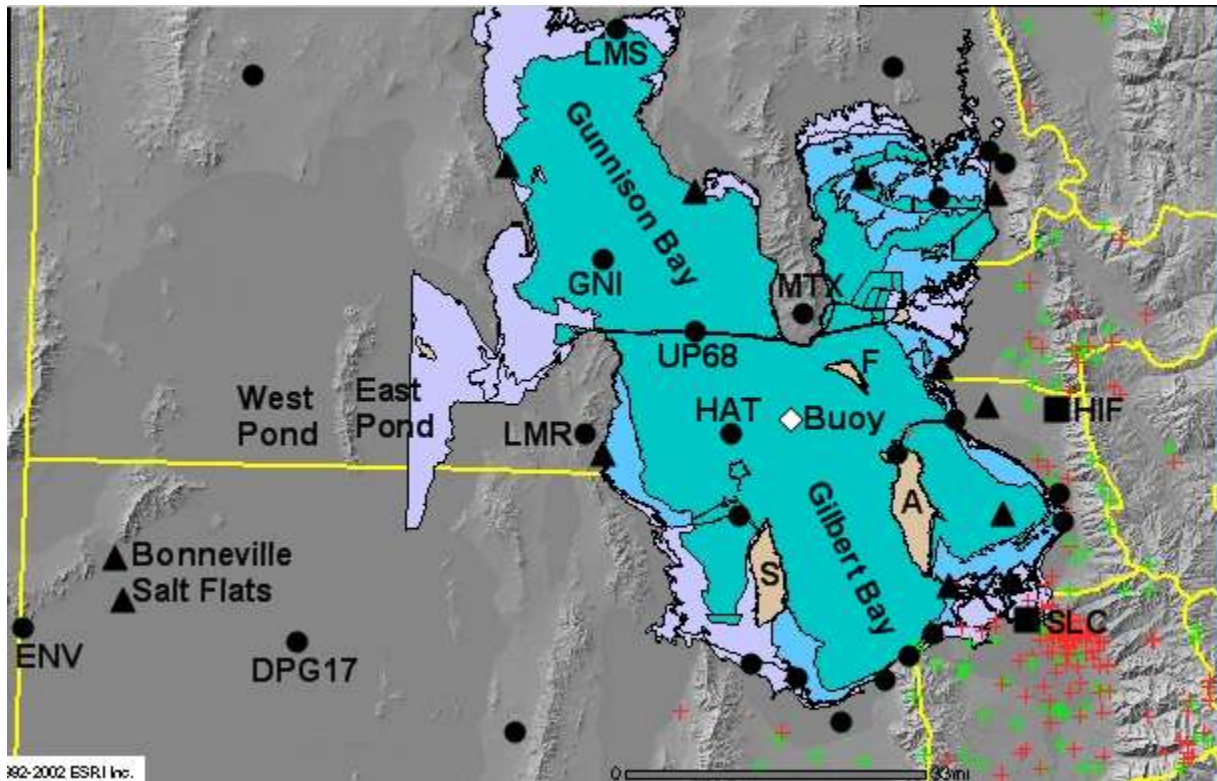 LMS
Gunnison Bay
GNI
MTX
UP68
F
West
Pond
East
Pond
HAT
Buoy
HIF
LMR
A
Bonneville
Salt Flats
S
Gilbert Bay
SLC
ENV
DPG17
392-2002 ESRI Inc.
0
33mi